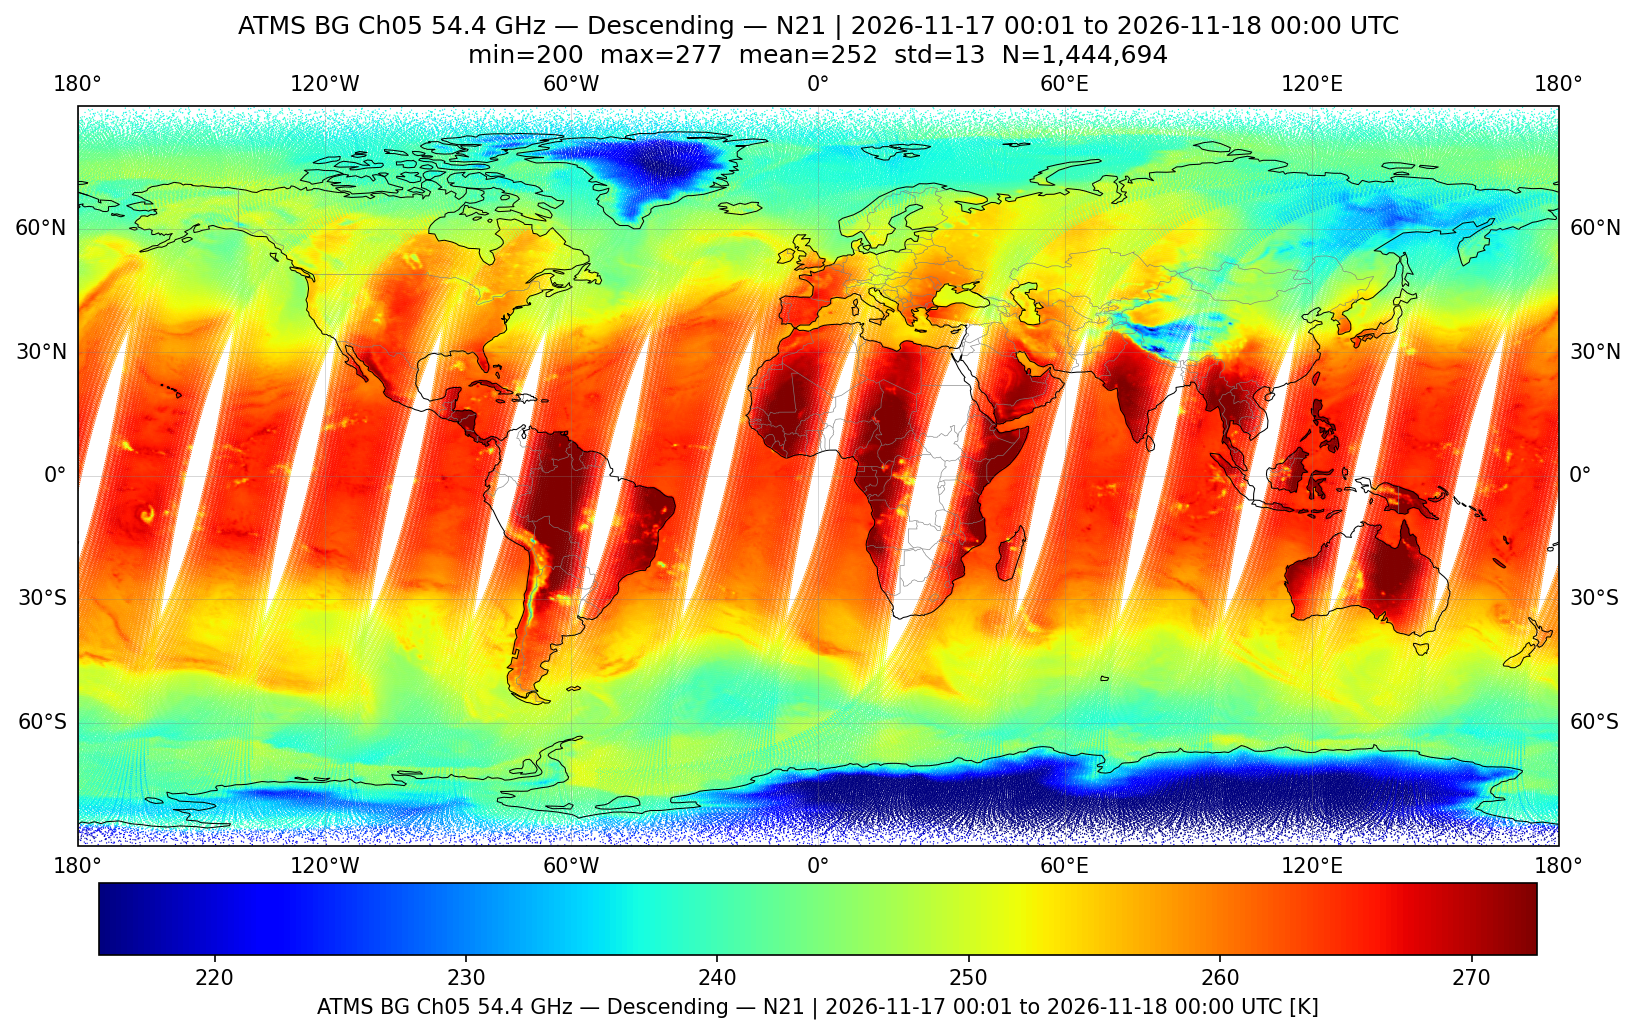 ATMS BG Ch05 54.4 GHz — Descending — N21 | 2026-11-17 00:01 to 2026-11-18 00:00 UTC
min=200 max=277 mean=252 std=13 N=1,444,694
180° 120°W 60°W 0° 60°E 120°E 180°
60°N 60°N
30°N 30°N
0° 0°
30°S 30°S
60°S 60°S
180° 120°W 60°W 0° 60°E 120°E 180°
220 230 240 250 260 270
ATMS BG Ch05 54.4 GHz — Descending — N21 | 2026-11-17 00:01 to 2026-11-18 00:00 UTC [K]